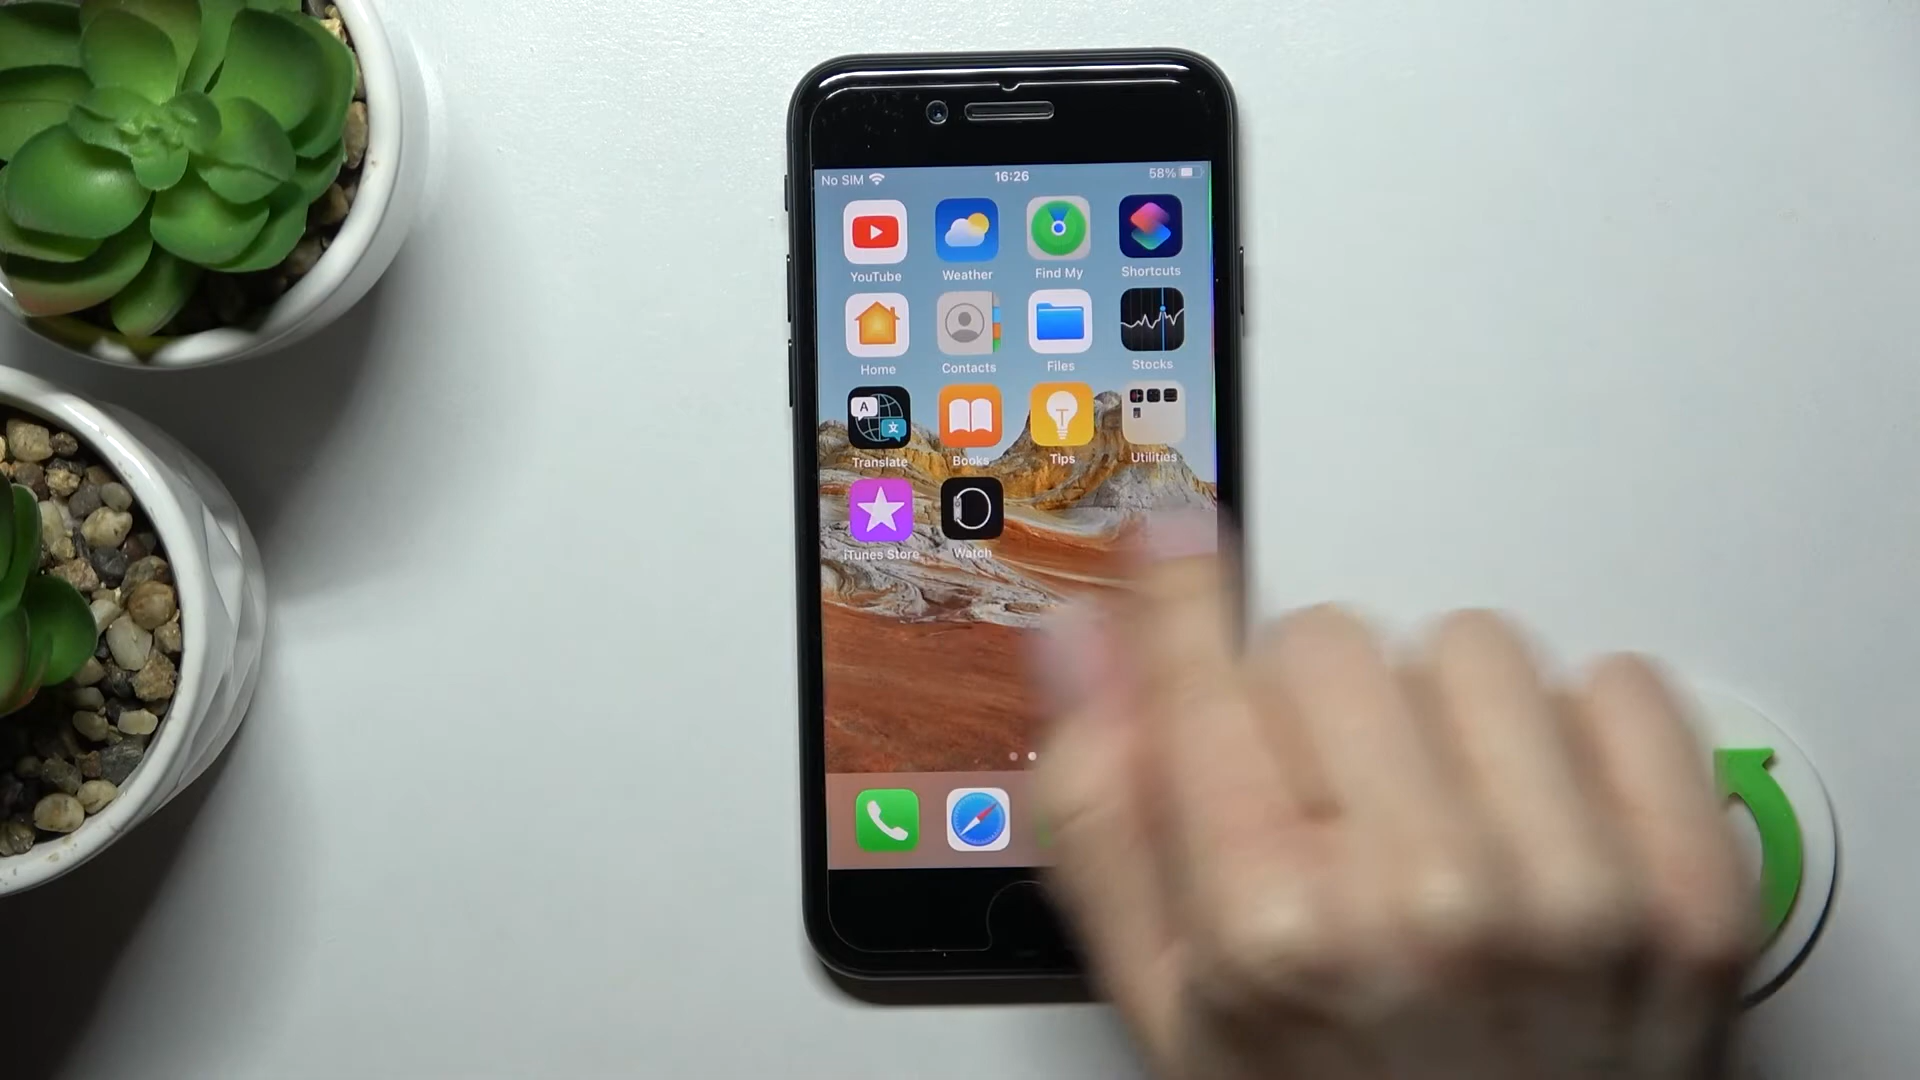 No SIM 16:26 58%
YouTube Weather Find My Shortcuts
Home Contacts Files Stocks
A
文
Translate Books Tips Utilities
iTunes Store Watch